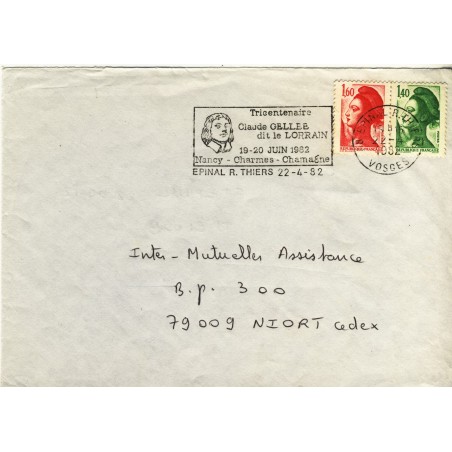 Tricentenaire
Claude GELLEE
dit le LORRAIN
19-20 JUIN 1982
Nancy - Charmes - Chamagne
EPINAL R. THIERS 22-4-82
1,60
1,40
VOSGES
Inter-Mutuelles Assistance
B.P. 300
79009 NIORT cedex